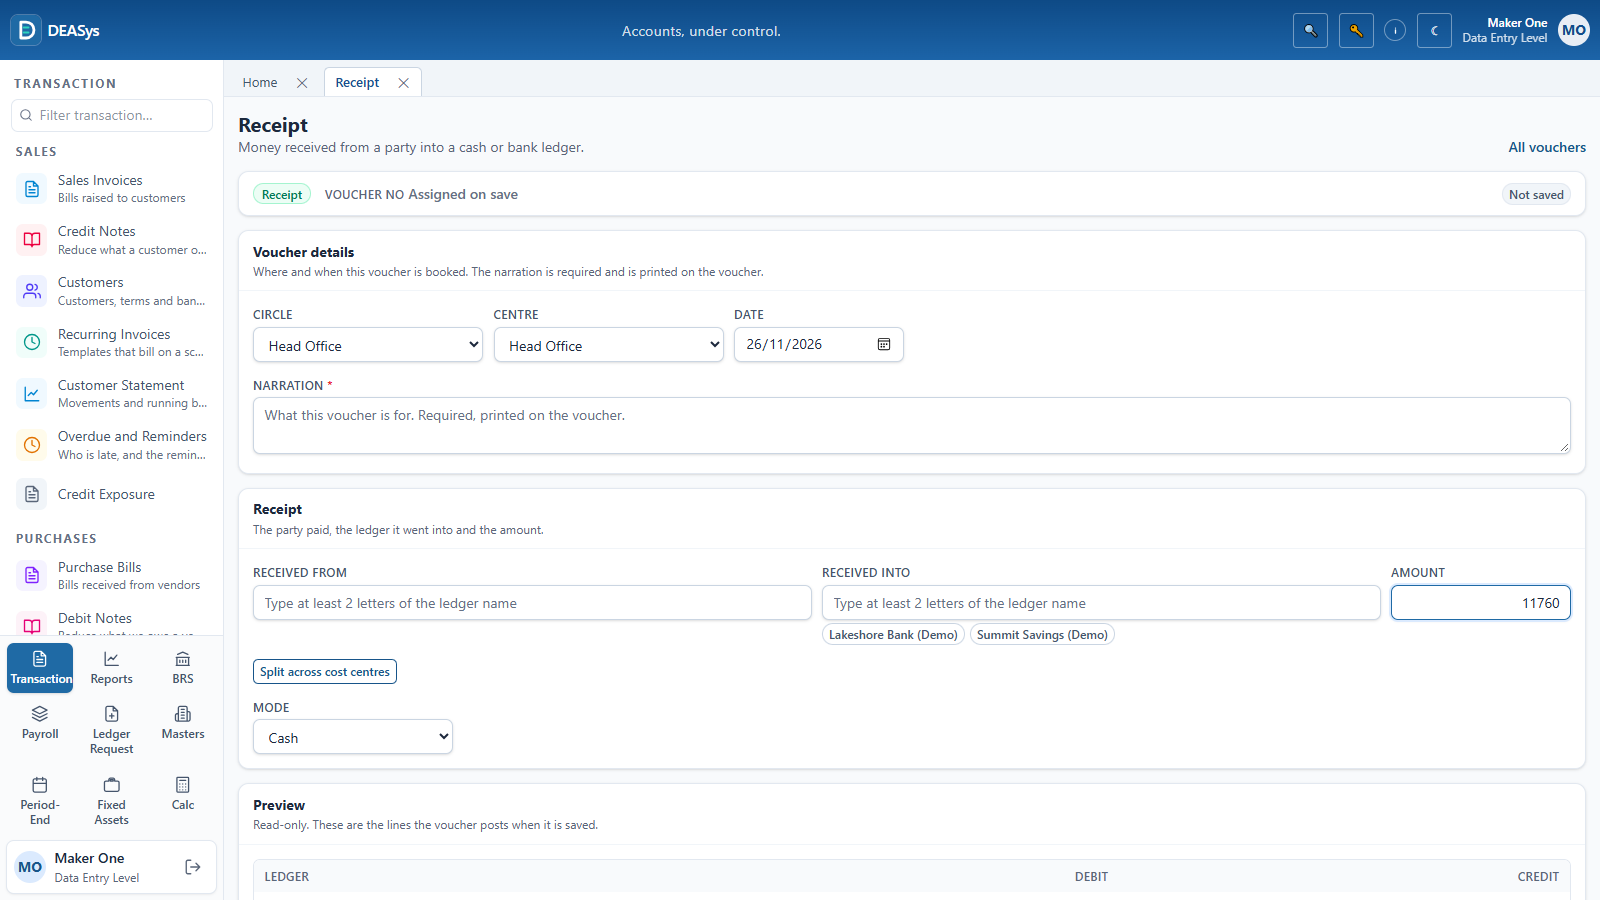 DEASys
Accounts, under control.
Maker One
Data Entry Level
MO
TRANSACTION
Filter transaction...
SALES
Sales Invoices
Bills raised to customers
Credit Notes
Reduce what a customer o...
Customers
Customers, terms and ban...
Recurring Invoices
Templates that bill on a sc...
Customer Statement
Movements and running b...
Overdue and Reminders
Who is late, and the remin...
Credit Exposure
PURCHASES
Purchase Bills
Bills received from vendors
Debit Notes
Transaction
Reports
BRS
Payroll
Ledger
Request
Masters
Period-
End
Fixed
Assets
Calc
MO
Maker One
Data Entry Level
Home
Receipt
Receipt
Money received from a party into a cash or bank ledger.
All vouchers
Receipt
VOUCHER NO Assigned on save
Not saved
Voucher details
Where and when this voucher is booked. The narration is required and is printed on the voucher.
CIRCLE
CENTRE
DATE
Head Office
Head Office
26/11/2026
NARRATION *
What this voucher is for. Required, printed on the voucher.
Receipt
The party paid, the ledger it went into and the amount.
RECEIVED FROM
RECEIVED INTO
AMOUNT
Type at least 2 letters of the ledger name
Type at least 2 letters of the ledger name
11760
Lakeshore Bank (Demo)
Summit Savings (Demo)
Split across cost centres
MODE
Cash
Preview
Read-only. These are the lines the voucher posts when it is saved.
LEDGER
DEBIT
CREDIT